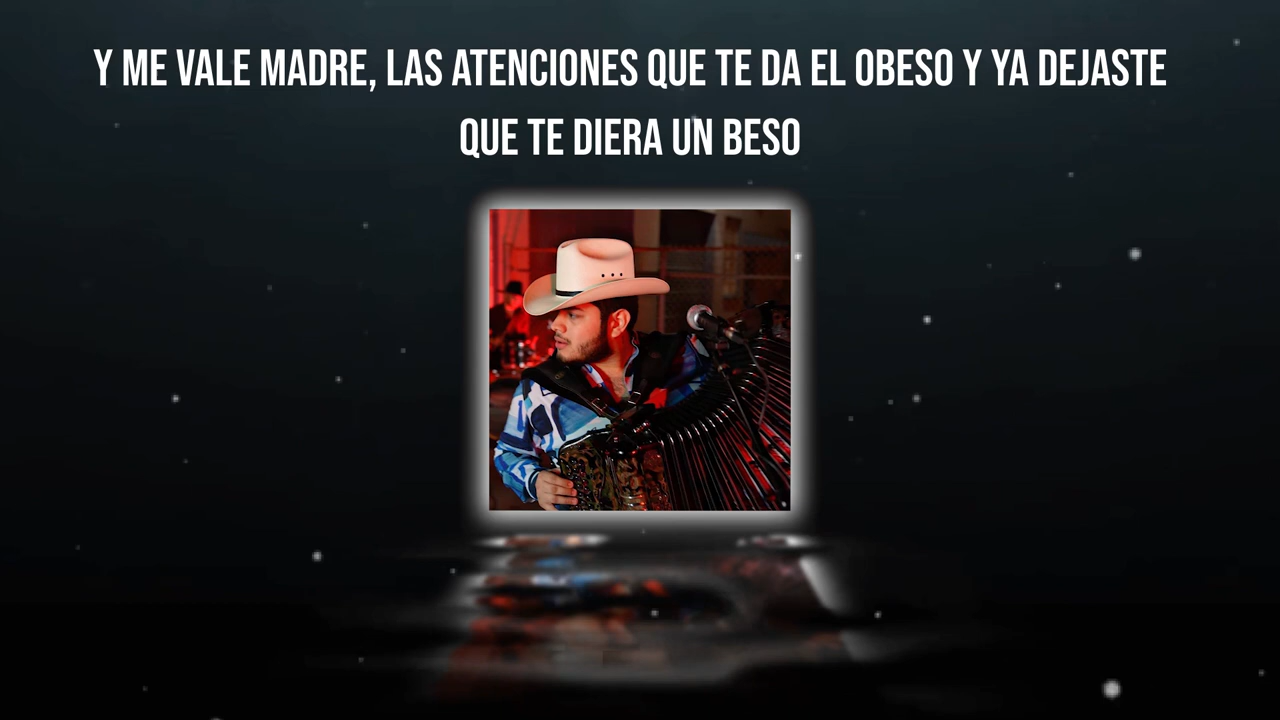 Y ME VALE MADRE, LAS ATENCIONES QUE TE DA EL OBESO Y YA DEJASTE
QUE TE DIERA UN BESO